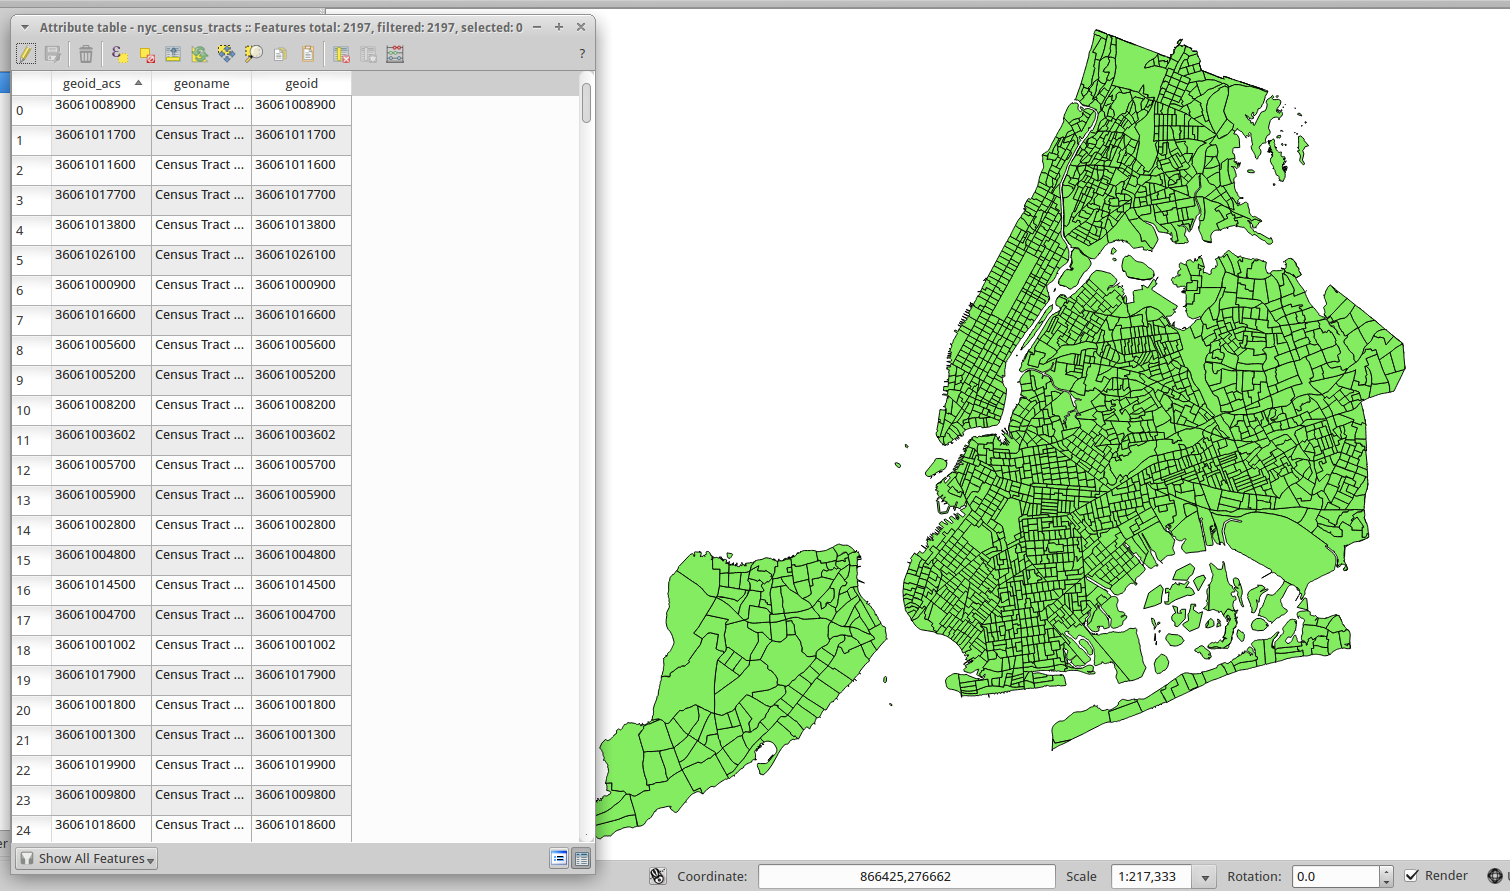 Attribute table - nyc_census_tracts :: Features total: 2197, filtered: 2197, selected: 0
?
geoid_acs geoname geoid
0 36061008900 Census Tract ... 36061008900
1 36061011700 Census Tract ... 36061011700
2 36061011600 Census Tract ... 36061011600
3 36061017700 Census Tract ... 36061017700
4 36061013800 Census Tract ... 36061013800
5 36061026100 Census Tract ... 36061026100
6 36061000900 Census Tract ... 36061000900
7 36061016600 Census Tract ... 36061016600
8 36061005600 Census Tract ... 36061005600
9 36061005200 Census Tract ... 36061005200
10 36061008200 Census Tract ... 36061008200
11 36061003602 Census Tract ... 36061003602
12 36061005700 Census Tract ... 36061005700
13 36061005900 Census Tract ... 36061005900
14 36061002800 Census Tract ... 36061002800
15 36061004800 Census Tract ... 36061004800
16 36061014500 Census Tract ... 36061014500
17 36061004700 Census Tract ... 36061004700
18 36061001002 Census Tract ... 36061001002
19 36061017900 Census Tract ... 36061017900
20 36061001800 Census Tract ... 36061001800
21 36061001300 Census Tract ... 36061001300
22 36061019900 Census Tract ... 36061019900
23 36061009800 Census Tract ... 36061009800
24 36061018600 Census Tract ... 36061018600
Show All Features
Coordinate: 866425,276662 Scale 1:217,333 Rotation: 0.0 Render